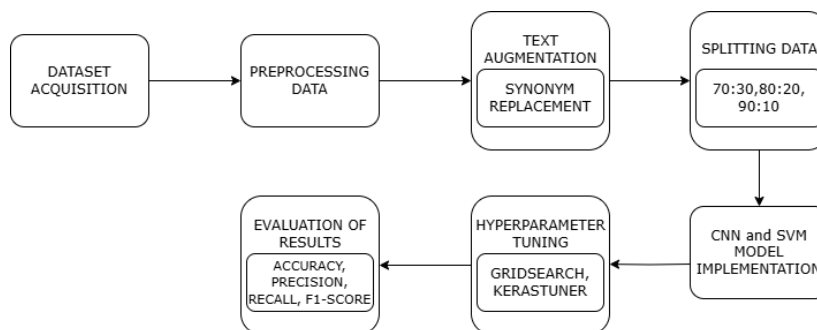 DATASET
ACQUISITION
PREPROCESSING
DATA
TEXT
AUGMENTATION
SYNONYM
REPLACEMENT
SPLITTING DATA
70:30,80:20,
90:10
CNN and SVM
MODEL
IMPLEMENTATION
HYPERPARAMETER
TUNING
GRIDSEARCH,
KERASTUNER
EVALUATION OF
RESULTS
ACCURACY,
PRECISION,
RECALL, F1-SCORE